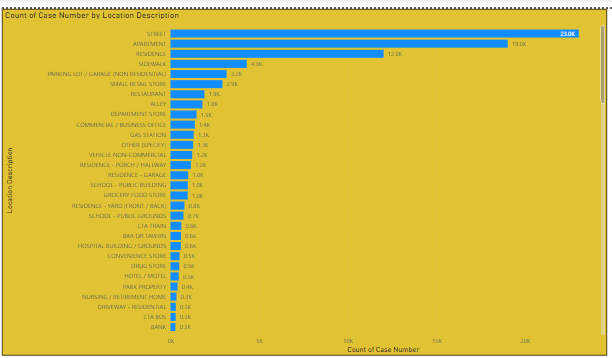 Count of Case Number by Location Description
STREET 23.0K
APARTMENT 19.0K
RESIDENCE 12.0K
SIDEWALK 4.3K
PARKING LOT / GARAGE (NON RESIDENTIAL) 3.2K
SMALL RETAIL STORE 2.9K
RESTAURANT 1.9K
ALLEY 1.8K
DEPARTMENT STORE 1.5K
COMMERCIAL / BUSINESS OFFICE 1.4K
GAS STATION 1.3K
OTHER (SPECIFY) 1.3K
VEHICLE NON-COMMERCIAL 1.2K
RESIDENCE - PORCH / HALLWAY 1.2K
RESIDENCE - GARAGE 1.0K
SCHOOL - PUBLIC BUILDING 1.0K
GROCERY FOOD STORE 1.0K
RESIDENCE - YARD (FRONT / BACK) 0.8K
SCHOOL - PUBLIC GROUNDS 0.7K
CTA TRAIN 0.6K
BAR OR TAVERN 0.6K
HOSPITAL BUILDING / GROUNDS 0.6K
CONVENIENCE STORE 0.5K
DRUG STORE 0.5K
HOTEL / MOTEL 0.5K
PARK PROPERTY 0.4K
NURSING / RETIREMENT HOME 0.3K
DRIVEWAY - RESIDENTIAL 0.3K
CTA BUS 0.3K
BANK 0.3K
Location Description
0K 5K 10K 15K 20K
Count of Case Number